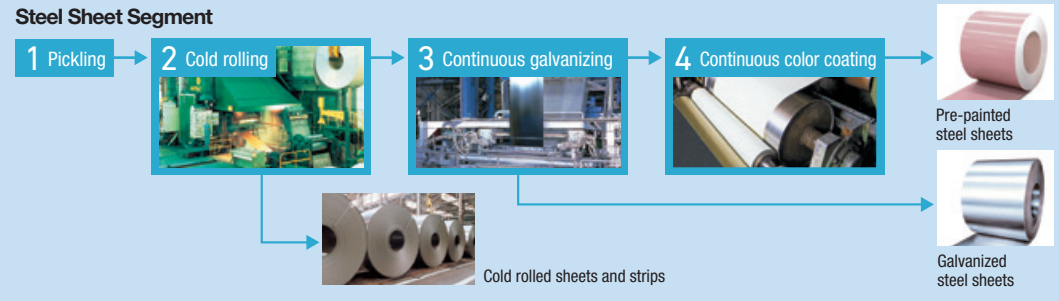 Steel Sheet Segment
1 Pickling
2 Cold rolling
3 Continuous galvanizing
4 Continuous color coating
Pre-painted
steel sheets
Cold rolled sheets and strips
Galvanized
steel sheets